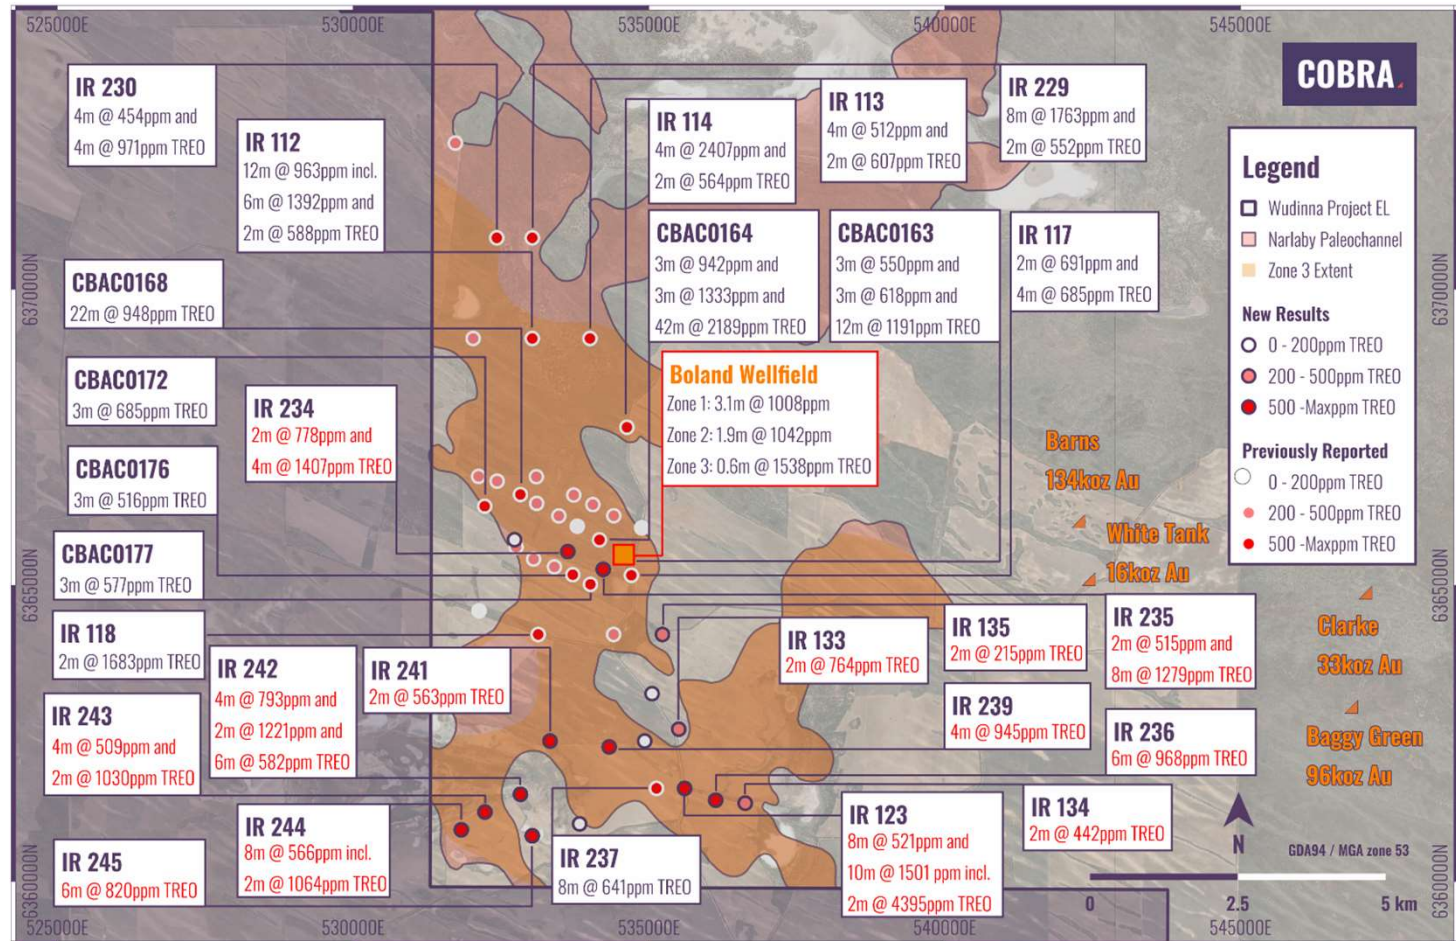 525000E
530000E
535000E
540000E
545000E
COBRA
IR 230
4m @ 454ppm and
4m @ 971ppm TREO
IR 112
12m @ 963ppm incl.
6m @ 1392ppm and
2m @ 588ppm TREO
IR 114
4m @ 2407ppm and
2m @ 564ppm TREO
IR 113
4m @ 512ppm and
2m @ 607ppm TREO
IR 229
8m @ 1763ppm and
2m @ 552ppm TREO
CBAC0168
22m @ 948ppm TREO
CBAC0164
3m @ 942ppm and
3m @ 1333ppm and
42m @ 2189ppm TREO
CBAC0163
3m @ 550ppm and
3m @ 618ppm and
12m @ 1191ppm TREO
IR 117
2m @ 691ppm and
4m @ 685ppm TREO
Legend
Wudinna Project EL
Narlaby Paleochannel
Zone 3 Extent
New Results
0 - 200ppm TREO
200 - 500ppm TREO
500 -Maxppm TREO
Previously Reported
0 - 200ppm TREO
200 - 500ppm TREO
500 -Maxppm TREO
6370000N
6370000N
CBAC0172
3m @ 685ppm TREO
IR 234
2m @ 778ppm and
4m @ 1407ppm TREO
Boland Wellfield
Zone 1: 3.1m @ 1008ppm
Zone 2: 1.9m @ 1042ppm
Zone 3: 0.6m @ 1538ppm TREO
CBAC0176
3m @ 516ppm TREO
Barns
134koz Au
White Tank
16koz Au
CBAC0177
3m @ 577ppm TREO
6365000N
6365000N
Clarke
33koz Au
IR 118
2m @ 1683ppm TREO
IR 242
4m @ 793ppm and
2m @ 1221ppm and
6m @ 582ppm TREO
IR 241
2m @ 563ppm TREO
IR 133
2m @ 764ppm TREO
IR 135
2m @ 215ppm TREO
IR 235
2m @ 515ppm and
8m @ 1279ppm TREO
IR 243
4m @ 509ppm and
2m @ 1030ppm TREO
IR 239
4m @ 945ppm TREO
IR 236
6m @ 968ppm TREO
Baggy Green
96koz Au
IR 244
8m @ 566ppm incl.
2m @ 1064ppm TREO
IR 245
6m @ 820ppm TREO
IR 237
8m @ 641ppm TREO
IR 123
8m @ 521ppm and
10m @ 1501 ppm incl.
2m @ 4395ppm TREO
IR 134
2m @ 442ppm TREO
N
GDA94 / MGA zone 53
0
2.5
5 km
6360000N
6360000N
525000E
530000E
535000E
540000E
545000E